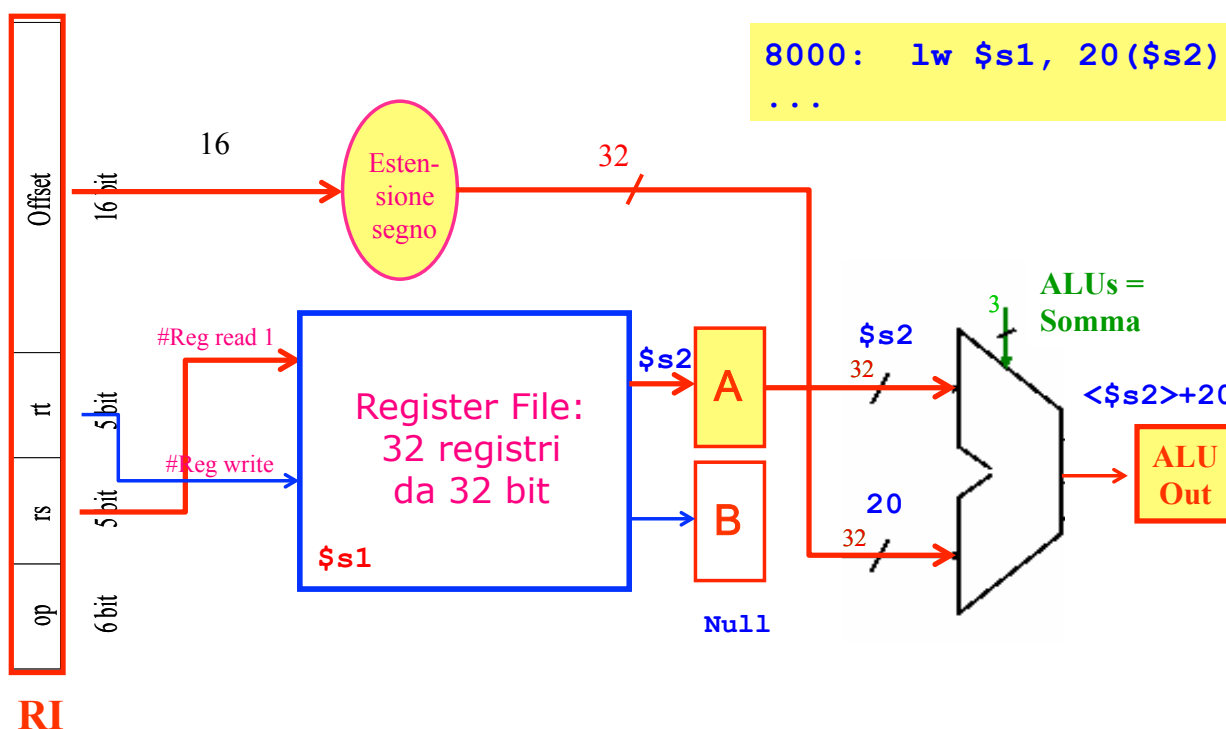 8000: lw $s1, 20($s2)
...
Offset
16 bit
16
Esten-
sione
segno
32
rt
5 bit
rs
5 bit
op
6 bit
RI
#Reg read 1
#Reg write
Register File:
32 registri
da 32 bit
$s1
$s2
A
B
Null
$s2
32
20
32
3
ALUs =
Somma
<$s2>+20
ALU
Out